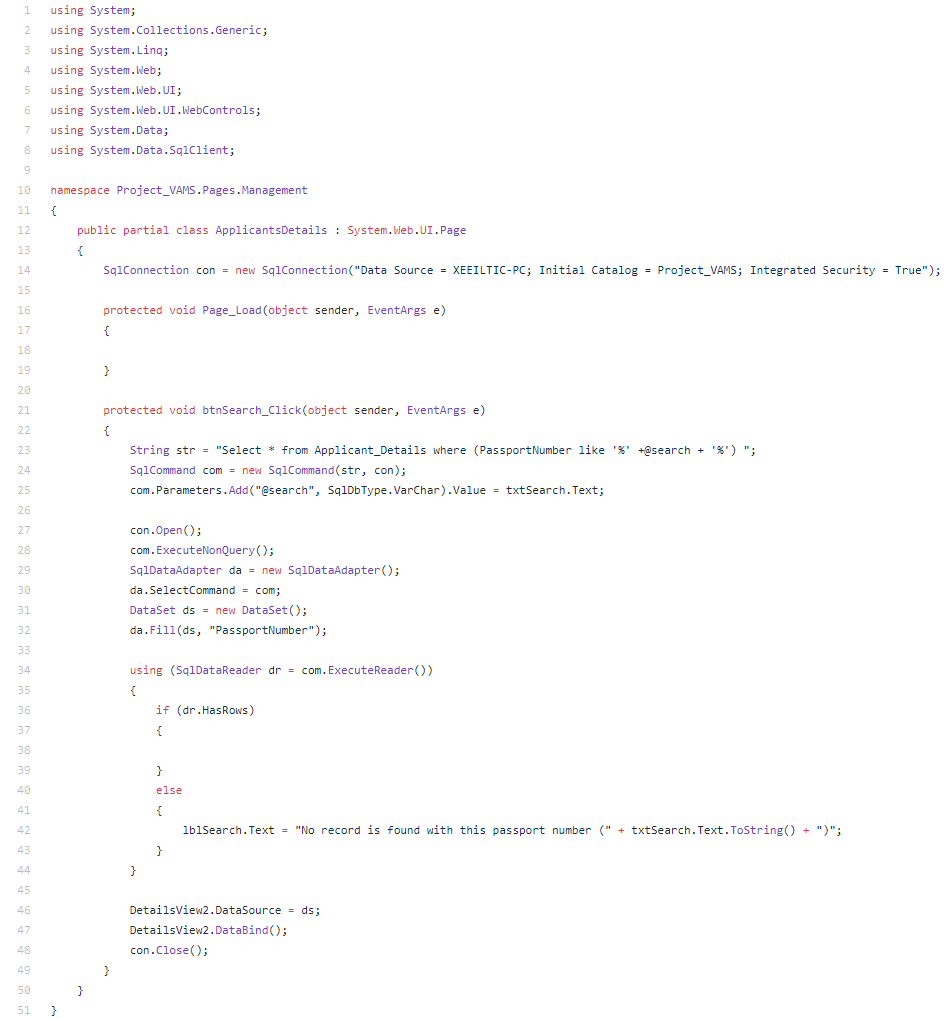 1 using System;
2 using System.Collections.Generic;
3 using System.Linq;
4 using System.Web;
5 using System.Web.UI;
6 using System.Web.UI.WebControls;
7 using System.Data;
8 using System.Data.SqlClient;
9
10 namespace Project_VAMS.Pages.Management
11 {
12     public partial class ApplicantsDetails : System.Web.UI.Page
13     {
14         SqlConnection con = new SqlConnection("Data Source = XEEILTIC-PC; Initial Catalog = Project_VAMS; Integrated Security = True");
15
16         protected void Page_Load(object sender, EventArgs e)
17         {
18
19         }
20
21         protected void btnSearch_Click(object sender, EventArgs e)
22         {
23             String str = "Select * from Applicant_Details where (PassportNumber like '%' +@search + '%') ";
24             SqlCommand com = new SqlCommand(str, con);
25             com.Parameters.Add("@search", SqlDbType.VarChar).Value = txtSearch.Text;
26
27             con.Open();
28             com.ExecuteNonQuery();
29             SqlDataAdapter da = new SqlDataAdapter();
30             da.SelectCommand = com;
31             DataSet ds = new DataSet();
32             da.Fill(ds, "PassportNumber");
33
34             using (SqlDataReader dr = com.ExecuteReader())
35             {
36                 if (dr.HasRows)
37                 {
38
39                 }
40                 else
41                 {
42                     lblSearch.Text = "No record is found with this passport number (" + txtSearch.Text.ToString() + ")";
43                 }
44             }
45
46             DetailsView2.DataSource = ds;
47             DetailsView2.DataBind();
48             con.Close();
49         }
50     }
51 }